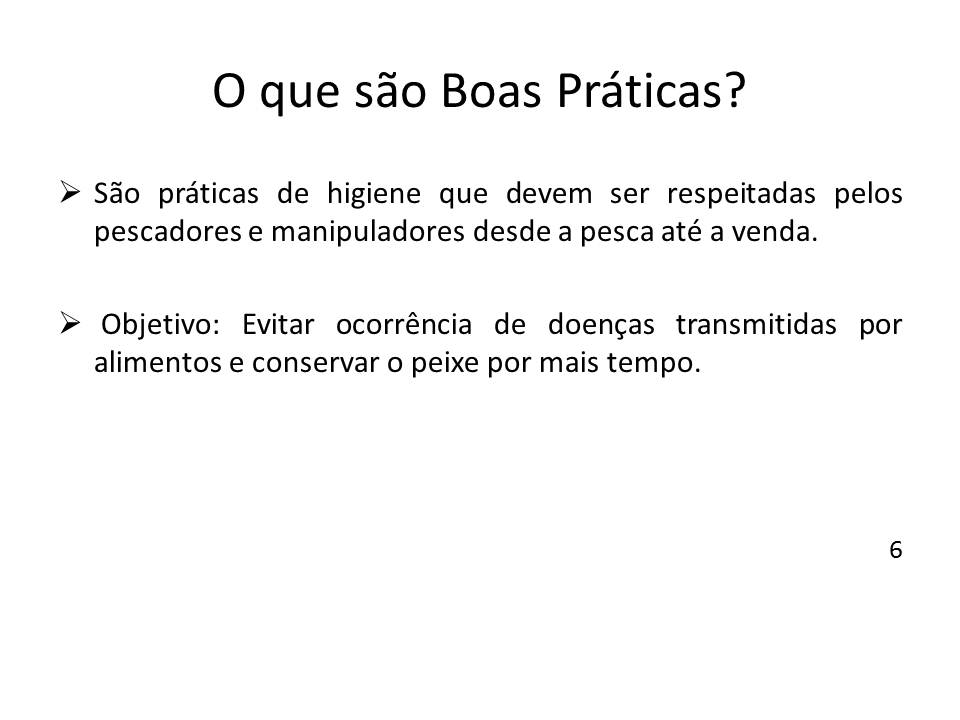 O que são Boas Práticas?
➢ São práticas de higiene que devem ser respeitadas pelos
pescadores e manipuladores desde a pesca até a venda.
➢ Objetivo: Evitar ocorrência de doenças transmitidas por
alimentos e conservar o peixe por mais tempo.
6